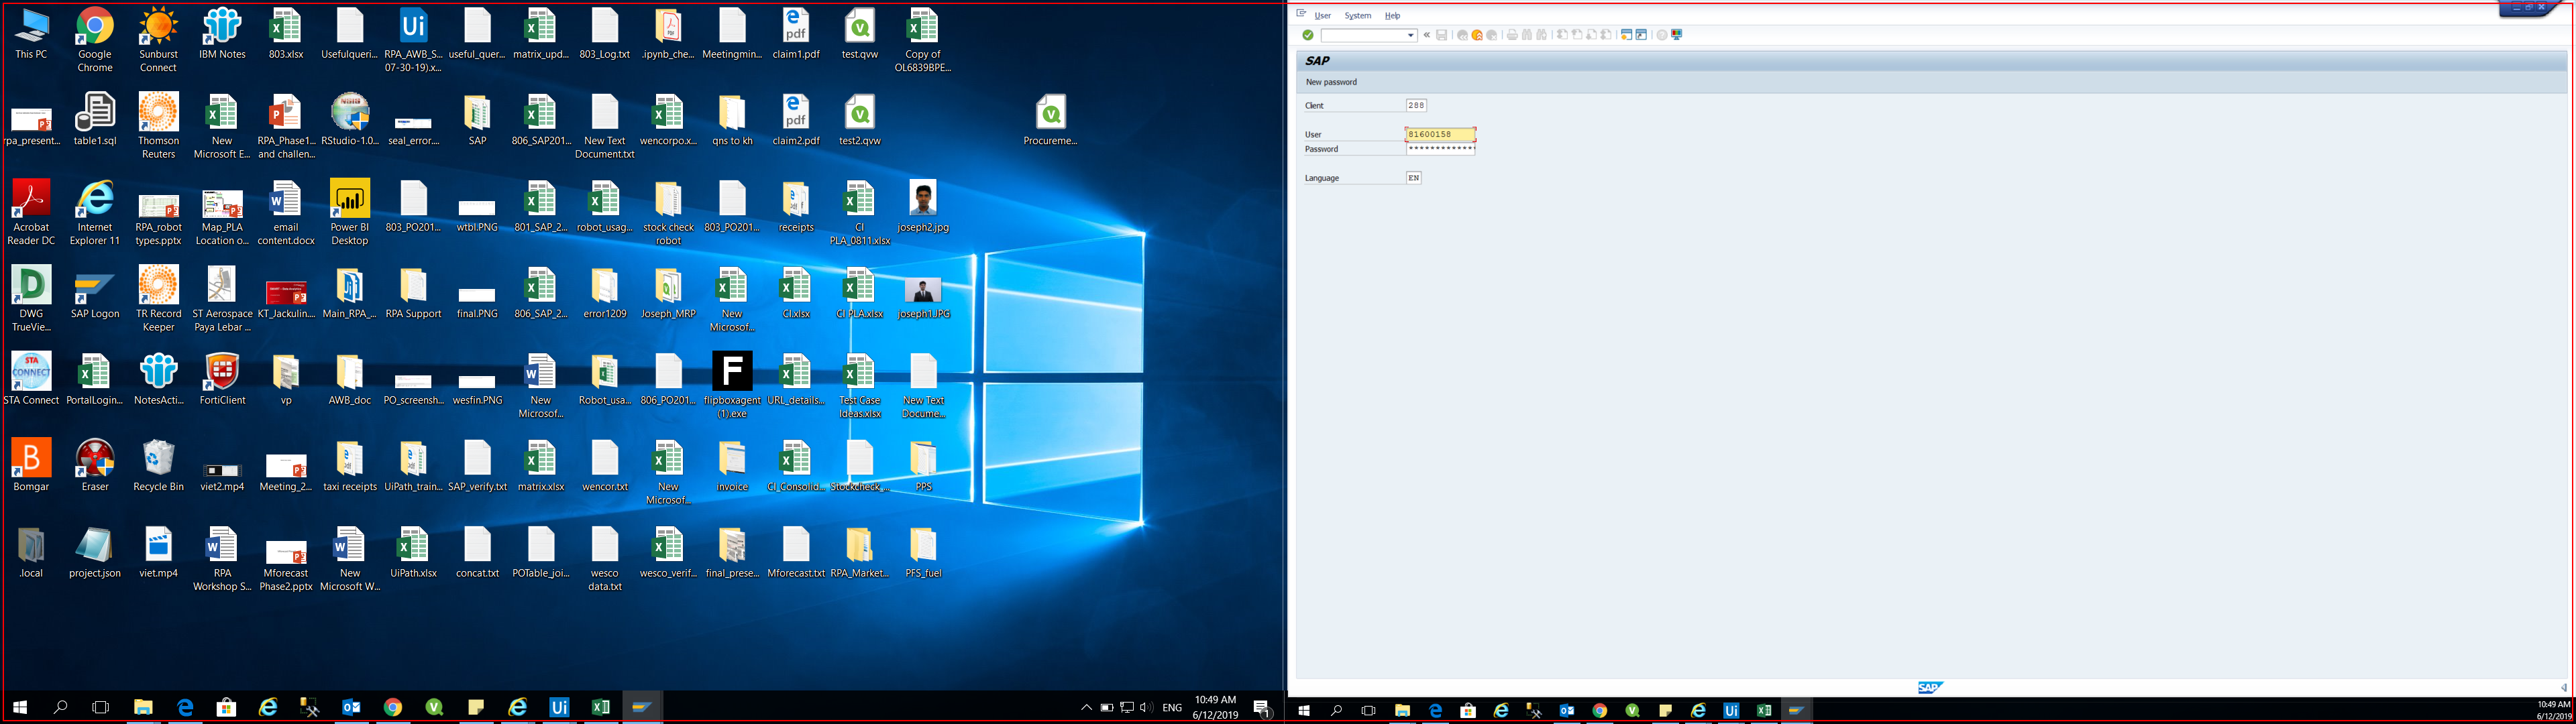 This PC
Google
Chrome
Sunburst
Connect
IBM Notes
803.xlsx
Usefulqueri...
RPA_AWB_S...
07-30-19).x...
useful_quer...
matrix_upd...
803_Log.txt
.ipynb_che...
Meetingmin...
claim1.pdf
test.qvw
Copy of
OL6839BPE...
rpa_present...
table1.sql
Thomson
Reuters
New
Microsoft E...
RPA_Phase1...
and challen...
RStudio-1.0...
seal_error....
SAP
806_SAP201...
New Text
Document.txt
wencorpo.x...
qns to kh
claim2.pdf
test2.qvw
Procureme...
Acrobat
Reader DC
Internet
Explorer 11
RPA_robot
types.pptx
Map_PLA
Location o...
email
content.docx
Power BI
Desktop
803_PO201...
wtbl.PNG
801_SAP_2...
robot_usag...
stock check
robot
803_PO201...
receipts
CI
PLA_0811.xlsx
joseph2.jpg
DWG
TrueVie...
SAP Logon
TR Record
Keeper
ST Aerospace
Paya Lebar ...
KT_Jackulin....
Main_RPA_...
RPA Support
final.PNG
806_SAP_2...
error1209
Joseph_MRP
New
Microsof...
CI.xlsx
CI PLA.xlsx
joseph1.JPG
STA
CONNECT
STA Connect
PortalLogin...
NotesActi...
FortiClient
vp
AWB_doc
PO_screensh...
wesfin.PNG
New
Microsof...
Robot_usa...
806_PO201...
F
flipboxagent
(1).exe
URL_details...
Test Case
Ideas.xlsx
New Text
Docume...
Bomgar
Eraser
Recycle Bin
viet2.mp4
Meeting_2...
taxi receipts
UiPath_train...
SAP_verify.txt
matrix.xlsx
wencor.txt
New
Microsof...
invoice
CI_Consolid...
Stockcheck_...
PPS
.local
project.json
viet.mp4
RPA
Workshop S...
Mforecast
Phase2.pptx
New
Microsoft W...
UiPath.xlsx
concat.txt
POTable_joi...
wesco
data.txt
wesco_verif...
final_prese...
Mforecast.txt
RPA_Market...
PFS_fuel
ENG
10:49 AM
6/12/2019
1
User System Help
SAP
New password
Client 288
User 81600158
Password *************
Language EN
SAP
10:49 AM
6/12/2019